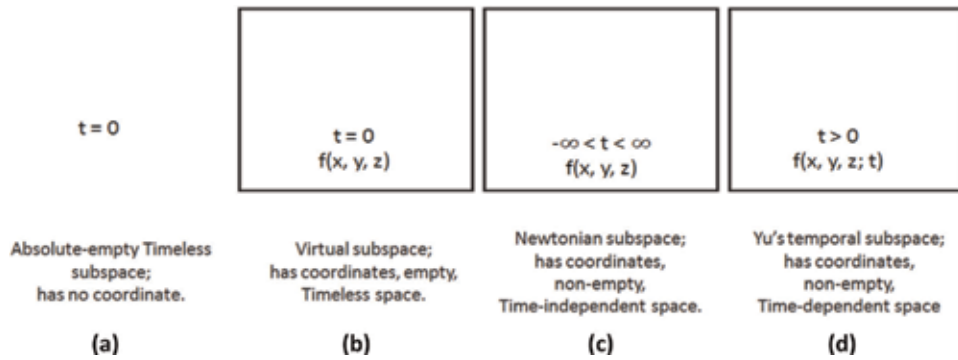 t = 0
t = 0
f(x, y, z)
-∞ < t < ∞
f(x, y, z)
t > 0
f(x, y, z; t)
Absolute-empty Timeless
subspace;
has no coordinate.
(a)
Virtual subspace;
has coordinates, empty,
Timeless space.
(b)
Newtonian subspace;
has coordinates,
non-empty,
Time-independent space.
(c)
Yu's temporal subspace;
has coordinates,
non-empty,
Time-dependent space
(d)